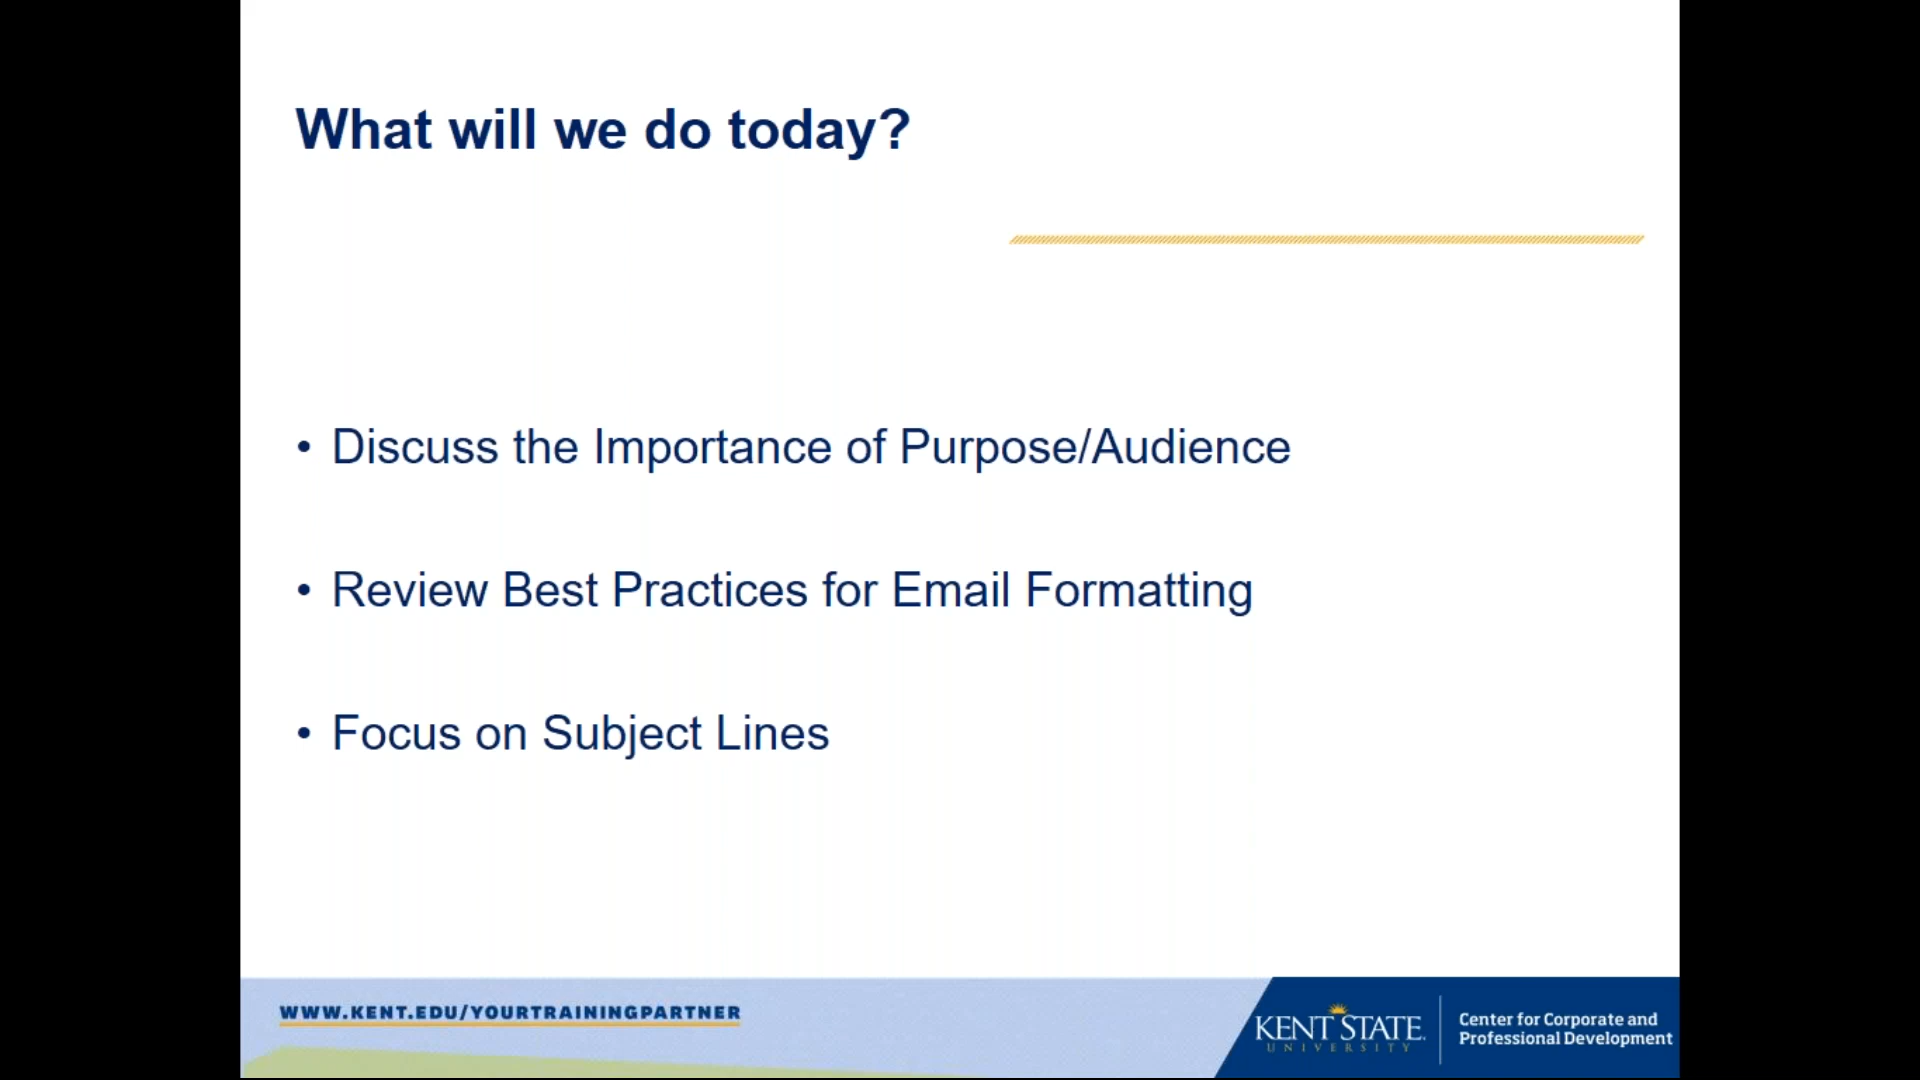 What will we do today?
• Discuss the Importance of Purpose/Audience
• Review Best Practices for Email Formatting
• Focus on Subject Lines
WWW.KENT.EDU/YOURTRAININGPARTNER
KENT STATE
UNIVERSITY
Center for Corporate and
Professional Development